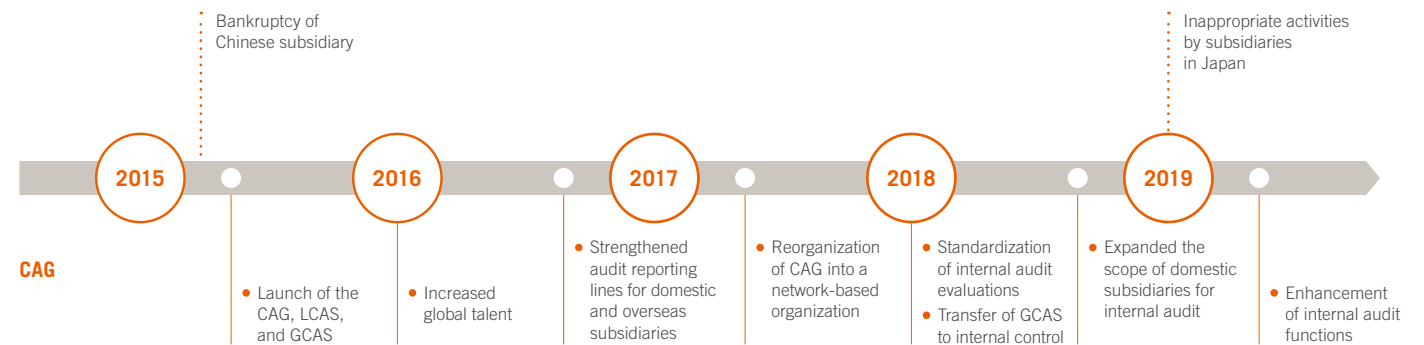 Bankruptcy of
Chinese subsidiary
Inappropriate activities
by subsidiaries
in Japan
2015
2016
2017
2018
2019
CAG
• Launch of the
CAG, LCAS,
and GCAS
• Increased
global talent
• Strengthened
audit reporting
lines for domestic
and overseas
subsidiaries
• Reorganization
of CAG into a
network-based
organization
• Standardization
of internal audit
evaluations
• Transfer of GCAS
to internal control
• Expanded the
scope of domestic
subsidiaries for
internal audit
• Enhancement
of internal audit
functions